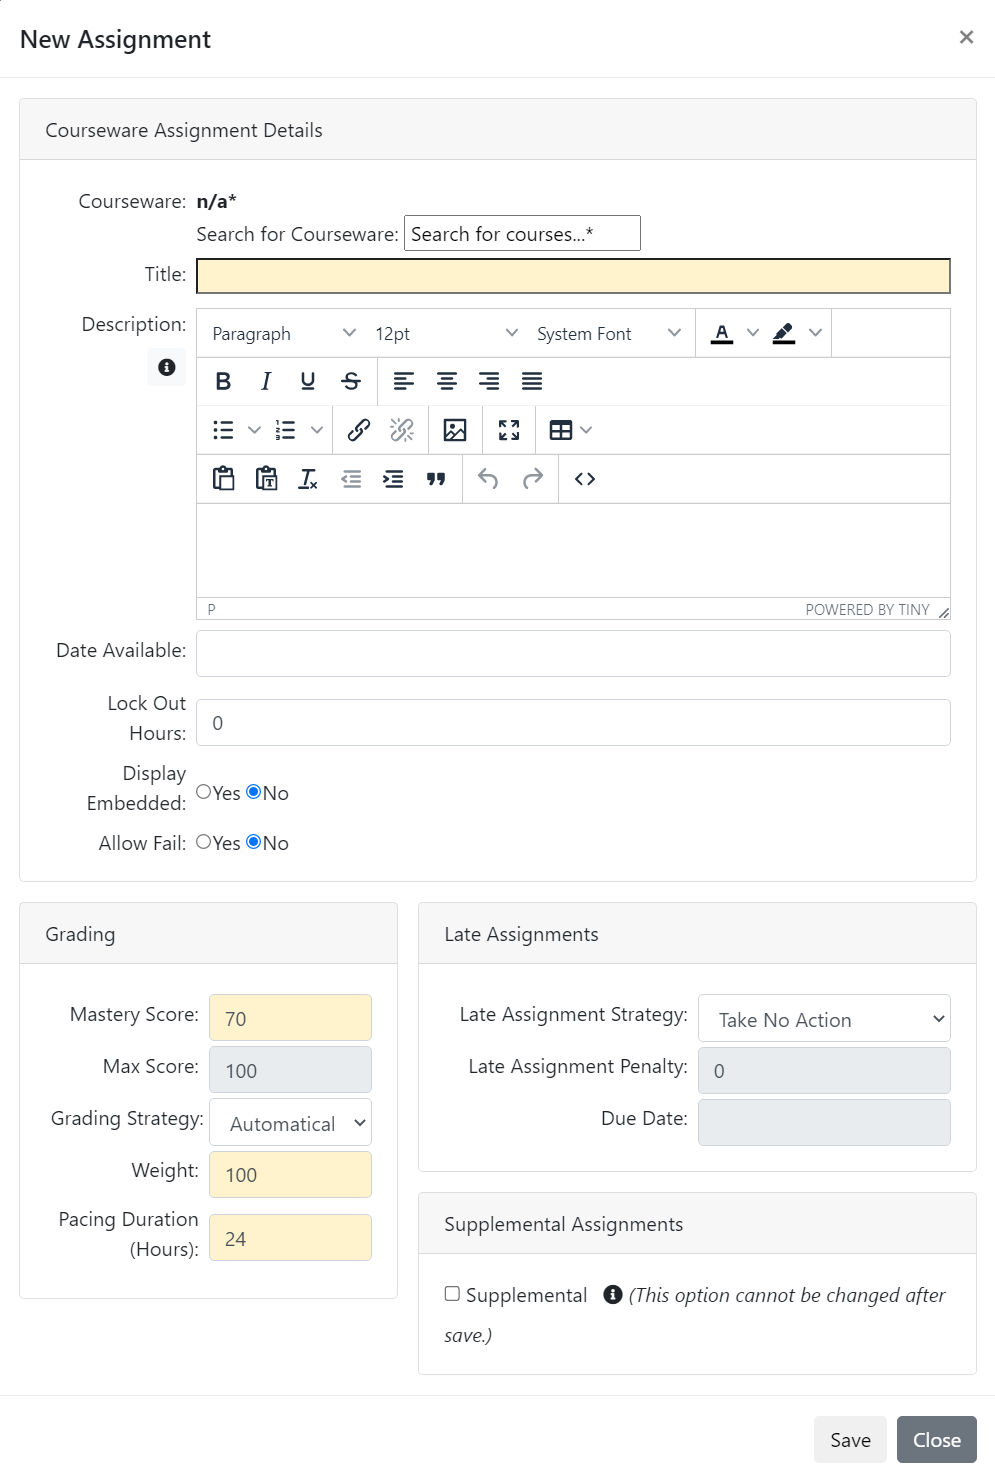 New Assignment
×
Courseware Assignment Details
Courseware: n/a*
Search for Courseware: Search for courses...*
Title:
Description:
Paragraph 12pt System Font A
B I U S
P POWERED BY TINY
Date Available:
Lock Out
Hours: 0
Display
Embedded: Yes No
Allow Fail: Yes No
Grading
Mastery Score: 70
Max Score: 100
Grading Strategy: Automatical
Weight: 100
Pacing Duration
(Hours): 24
Late Assignments
Late Assignment Strategy: Take No Action
Late Assignment Penalty: 0
Due Date:
Supplemental Assignments
Supplemental (This option cannot be changed after
save.)
Save Close